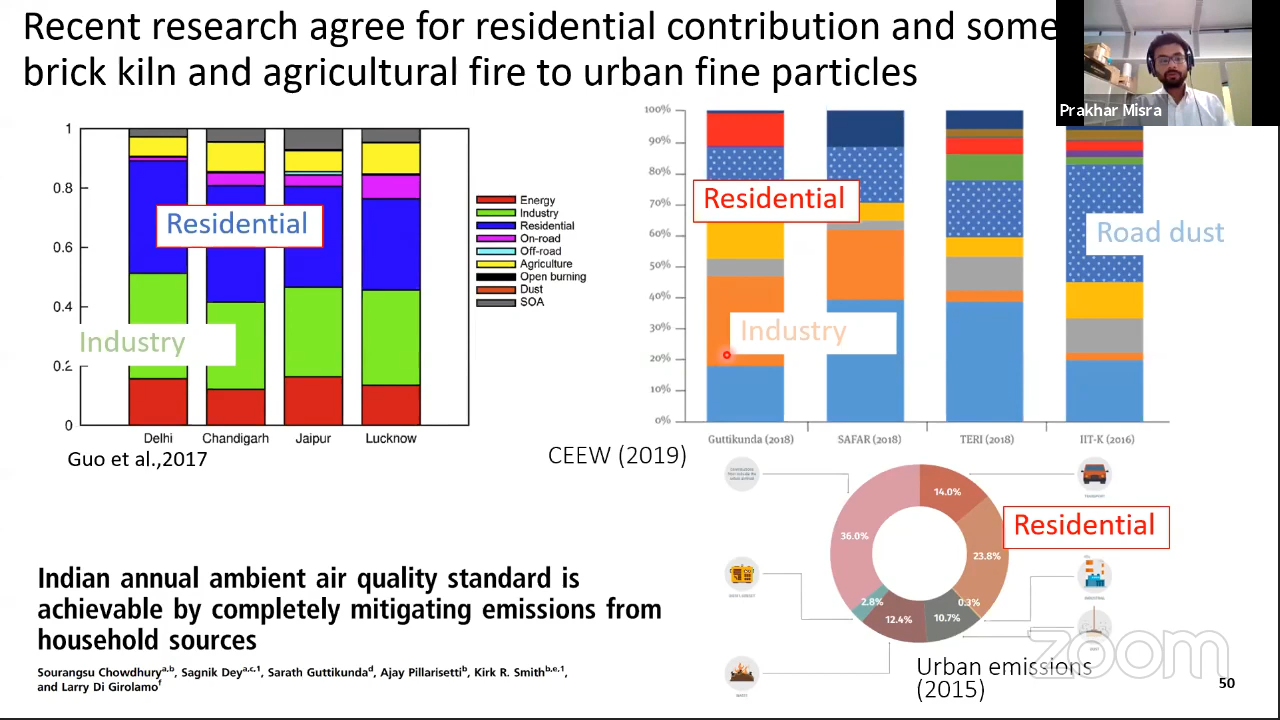 Recent research agree for residential contribution and some
brick kiln and agricultural fire to urban fine particles
Prakhar Misra
1
0.8
0.6
0.4
0.2
0
Residential
Industry
Delhi
Chandigarh
Jaipur
Lucknow
Energy
Industry
Residential
On-road
Off-road
Agriculture
Open burning
Dust
SOA
Guo et al.,2017
100%
90%
80%
70%
60%
50%
40%
30%
20%
10%
0%
Residential
Industry
Road dust
Guttikunda (2018)
SAFAR (2018)
TERI (2018)
IIT-K (2016)
CEEW (2019)
14.0%
36.0%
23.8%
2.8%
0.3%
12.4%
10.7%
Residential
TRANSPORT
INDUSTRIAL
DUST
WASTE
Urban emissions
(2015)
zoom
Indian annual ambient air quality standard is
achievable by completely mitigating emissions from
household sources
Sourangsu Chowdhury a,b, Sagnik Dey a,c,1, Sarath Guttikunda d, Ajay Pillarisetti b, Kirk R. Smith b,e,1,
and Larry Di Girolamo f
50